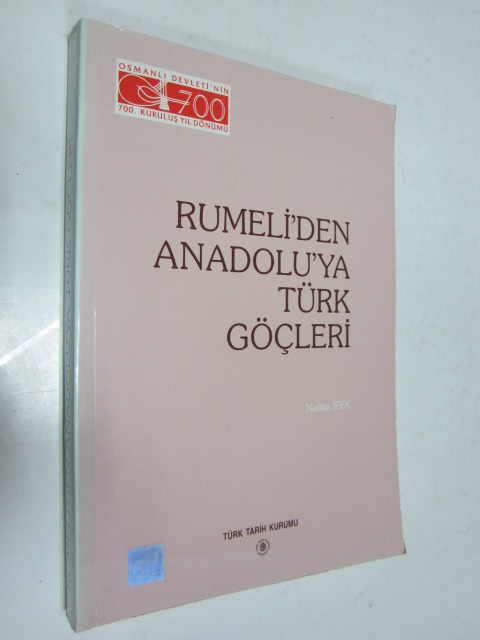 OSMANLI DEVLETİ'NİN
700
700. KURULUŞ YIL DÖNÜMÜ
RUMELİ'DEN
ANADOLU'YA
TÜRK
GÖÇLERİ
Nedim İPEK
TÜRK TARİH KURUMU